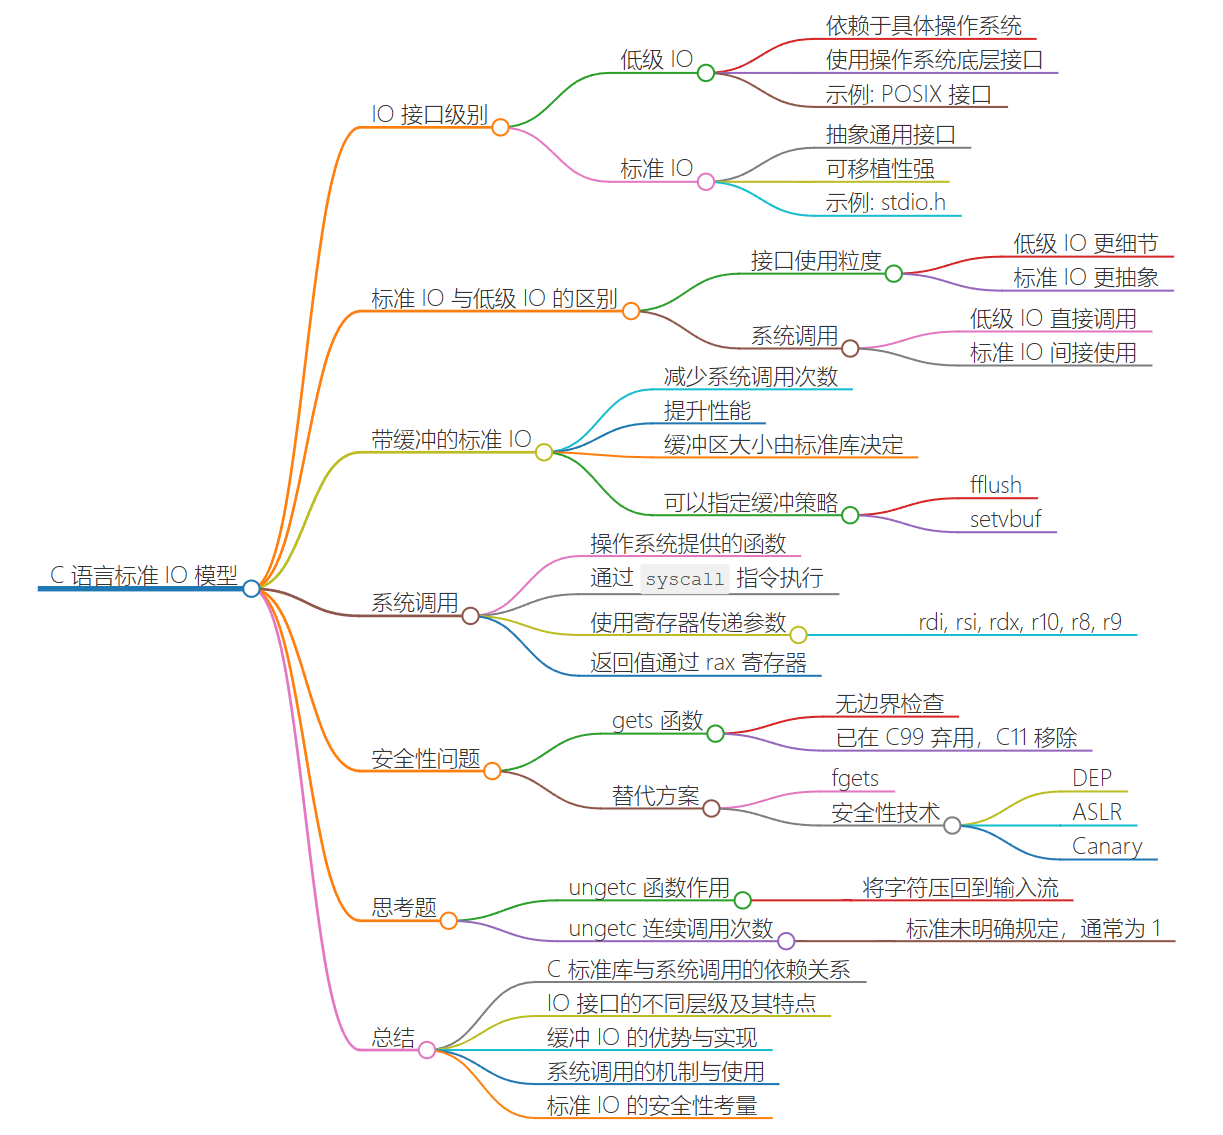 C 语言标准 IO 模型
IO 接口级别
低级 IO
依赖于具体操作系统
使用操作系统底层接口
示例: POSIX 接口
标准 IO
抽象通用接口
可移植性强
示例: stdio.h
标准 IO 与低级 IO 的区别
接口使用粒度
低级 IO 更细节
标准 IO 更抽象
系统调用
低级 IO 直接调用
标准 IO 间接使用
带缓冲的标准 IO
减少系统调用次数
提升性能
缓冲区大小由标准库决定
可以指定缓冲策略
fflush
setvbuf
系统调用
操作系统提供的函数
通过 syscall 指令执行
使用寄存器传递参数
rdi, rsi, rdx, r10, r8, r9
返回值通过 rax 寄存器
安全性问题
gets 函数
无边界检查
已在 C99 弃用，C11 移除
替代方案
fgets
安全性技术
DEP
ASLR
Canary
思考题
ungetc 函数作用
将字符压回到输入流
ungetc 连续调用次数
标准未明确规定，通常为 1
总结
C 标准库与系统调用的依赖关系
IO 接口的不同层级及其特点
缓冲 IO 的优势与实现
系统调用的机制与使用
标准 IO 的安全性考量